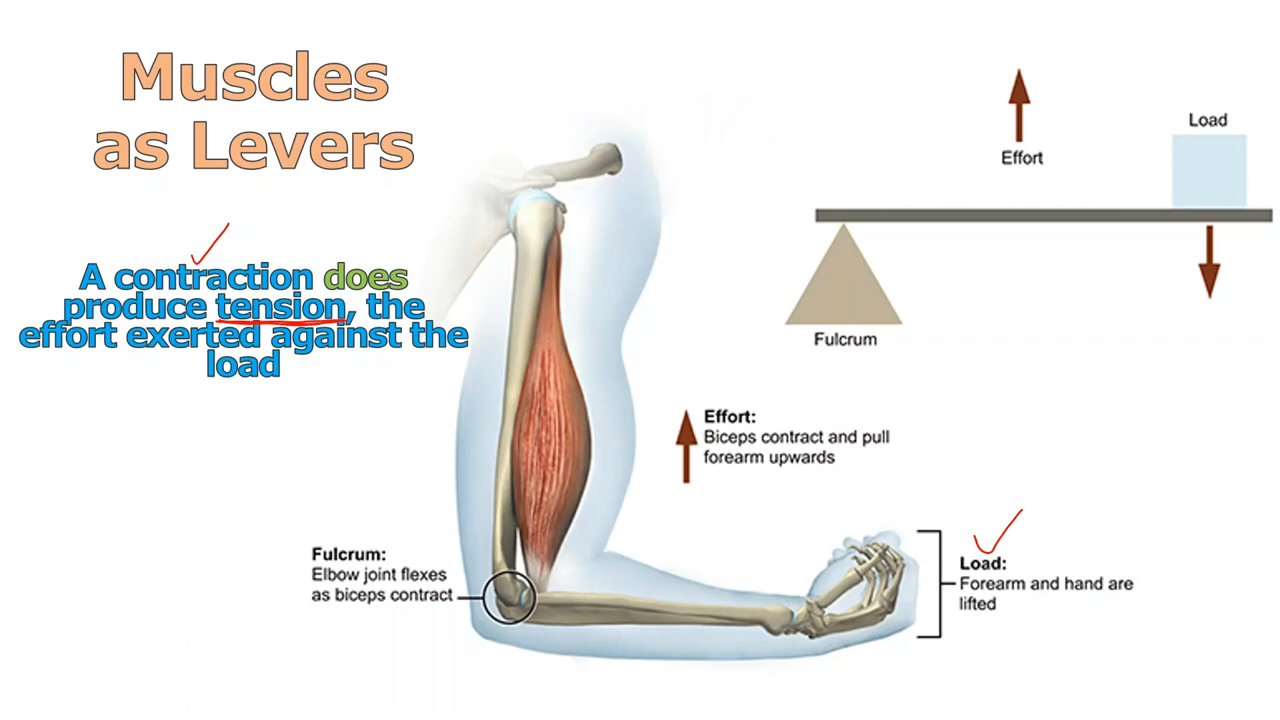 Muscles
as Levers
A contraction does
produce tension, the
effort exerted against the
load
Effort
Load
Fulcrum
Effort:
Biceps contract and pull
forearm upwards
Fulcrum:
Elbow joint flexes
as biceps contract
Load:
Forearm and hand are
lifted